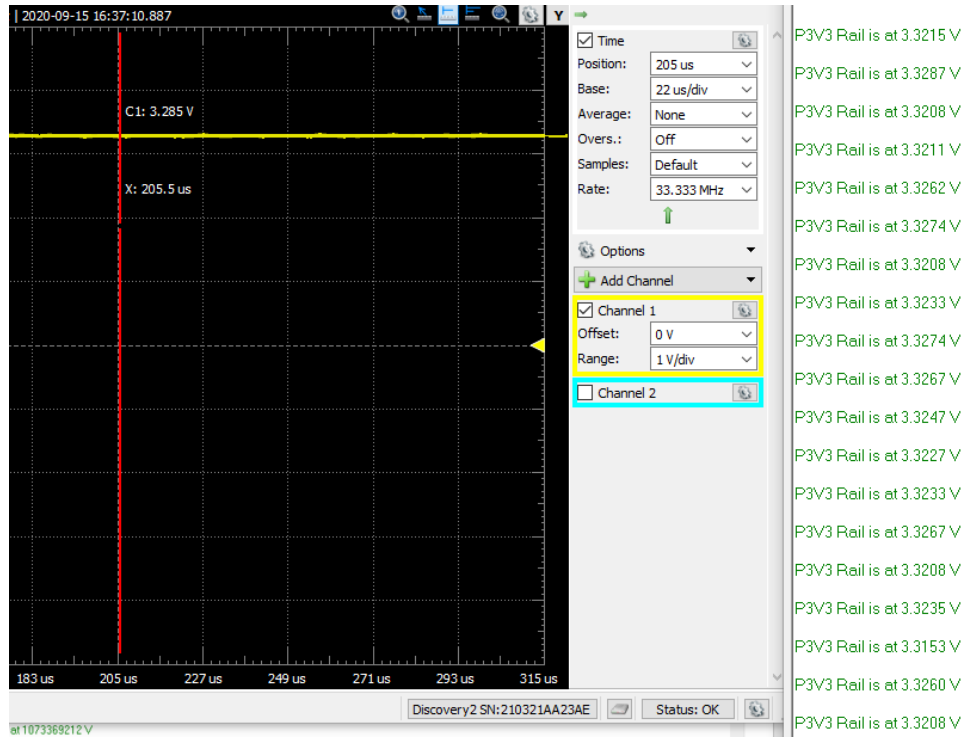 2020-09-15 16:37:10.887
Y
C1: 3.285 V
X: 205.5 us
183 us 205 us 227 us 249 us 271 us 293 us 315 us
Time
Position: 205 us
Base: 22 us/div
Average: None
Overs.: Off
Samples: Default
Rate: 33.333 MHz
Options
Add Channel
Channel 1
Offset: 0 V
Range: 1 V/div
Channel 2
Discovery2 SN:210321AA23AE Status: OK
at 1073369212 V
P3V3 Rail is at 3.3215 V
P3V3 Rail is at 3.3287 V
P3V3 Rail is at 3.3208 V
P3V3 Rail is at 3.3211 V
P3V3 Rail is at 3.3262 V
P3V3 Rail is at 3.3274 V
P3V3 Rail is at 3.3208 V
P3V3 Rail is at 3.3233 V
P3V3 Rail is at 3.3274 V
P3V3 Rail is at 3.3267 V
P3V3 Rail is at 3.3247 V
P3V3 Rail is at 3.3227 V
P3V3 Rail is at 3.3233 V
P3V3 Rail is at 3.3267 V
P3V3 Rail is at 3.3208 V
P3V3 Rail is at 3.3235 V
P3V3 Rail is at 3.3153 V
P3V3 Rail is at 3.3260 V
P3V3 Rail is at 3.3208 V